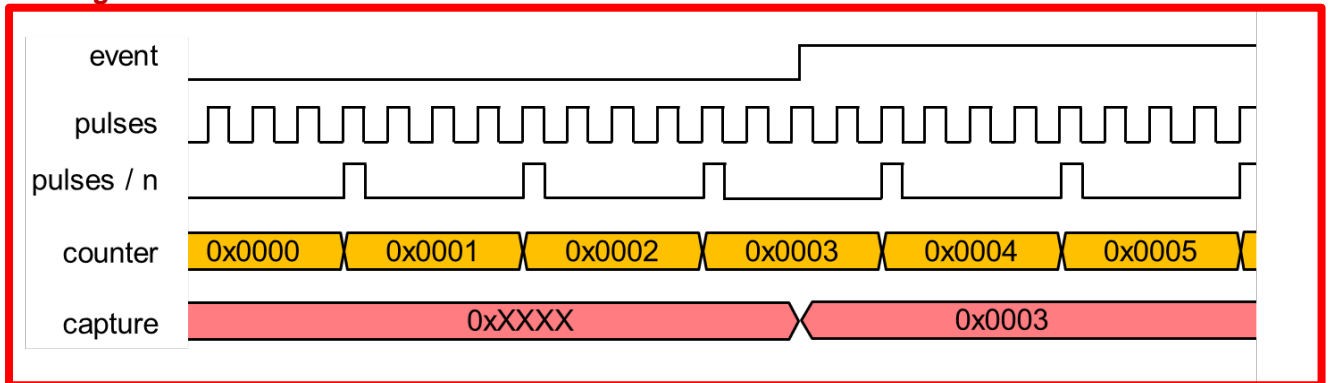 event
pulses
pulses / n
counter 0x0000 0x0001 0x0002 0x0003 0x0004 0x0005
capture 0xXXXX 0x0003